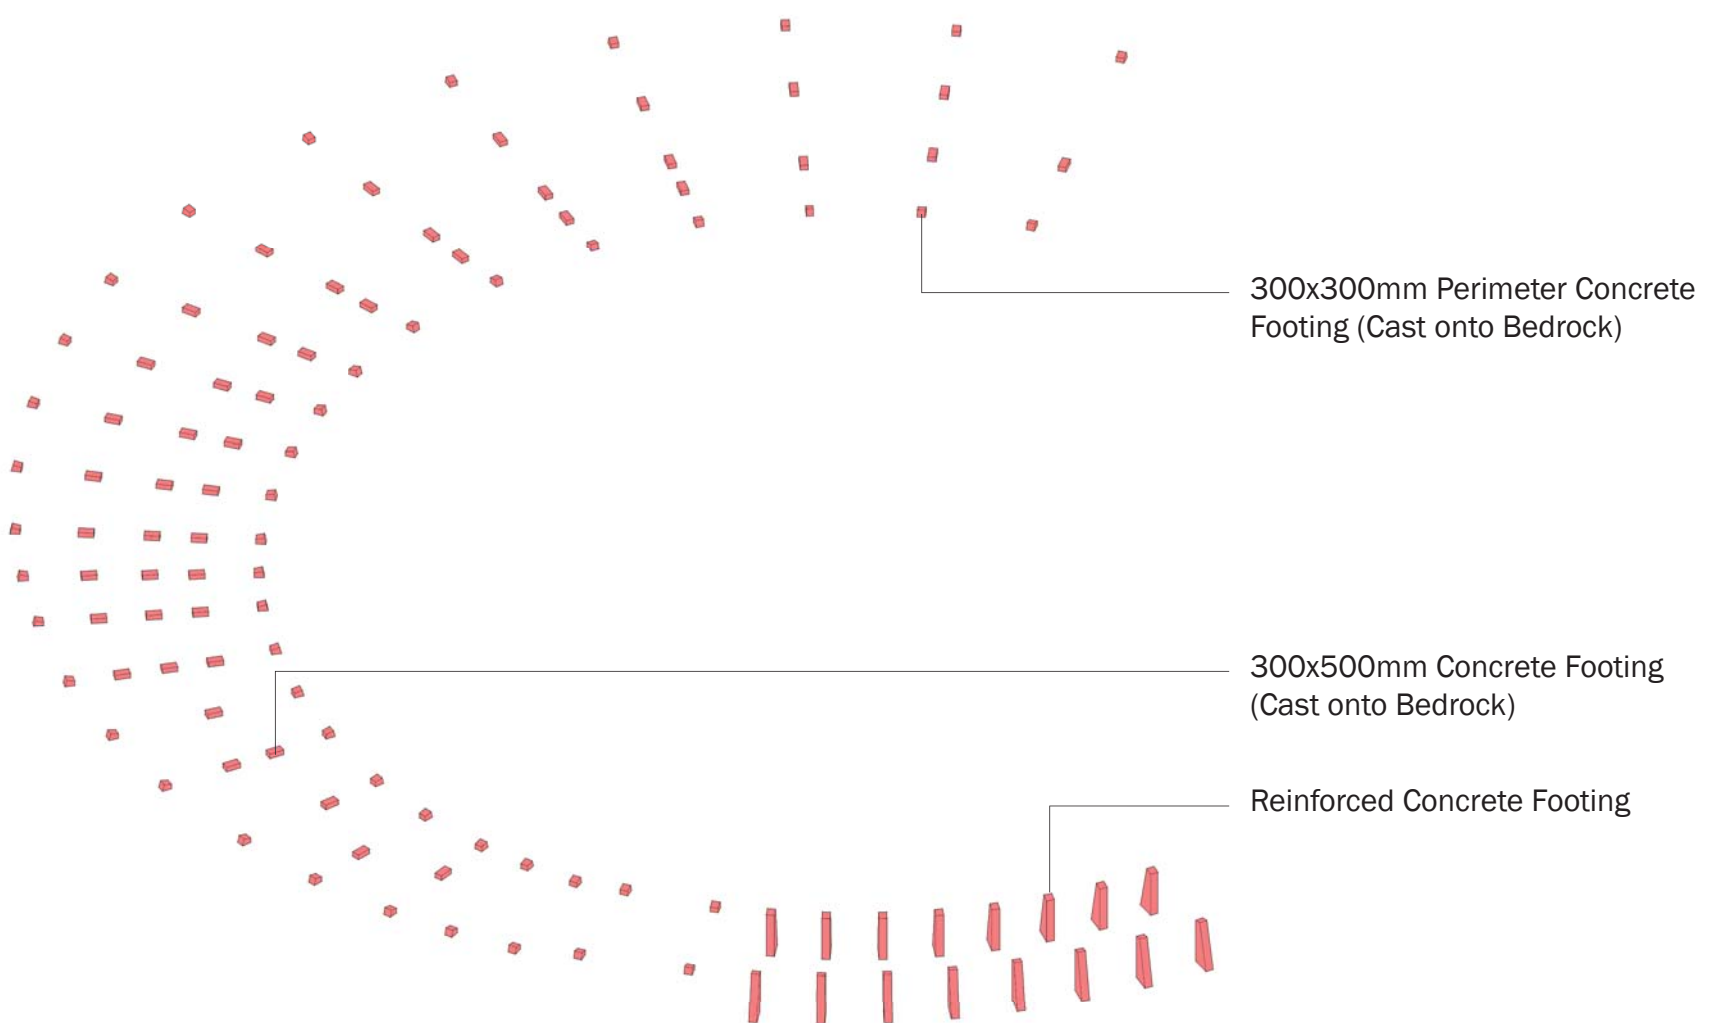 300x300mm Perimeter Concrete
Footing (Cast onto Bedrock)
300x500mm Concrete Footing
(Cast onto Bedrock)
Reinforced Concrete Footing